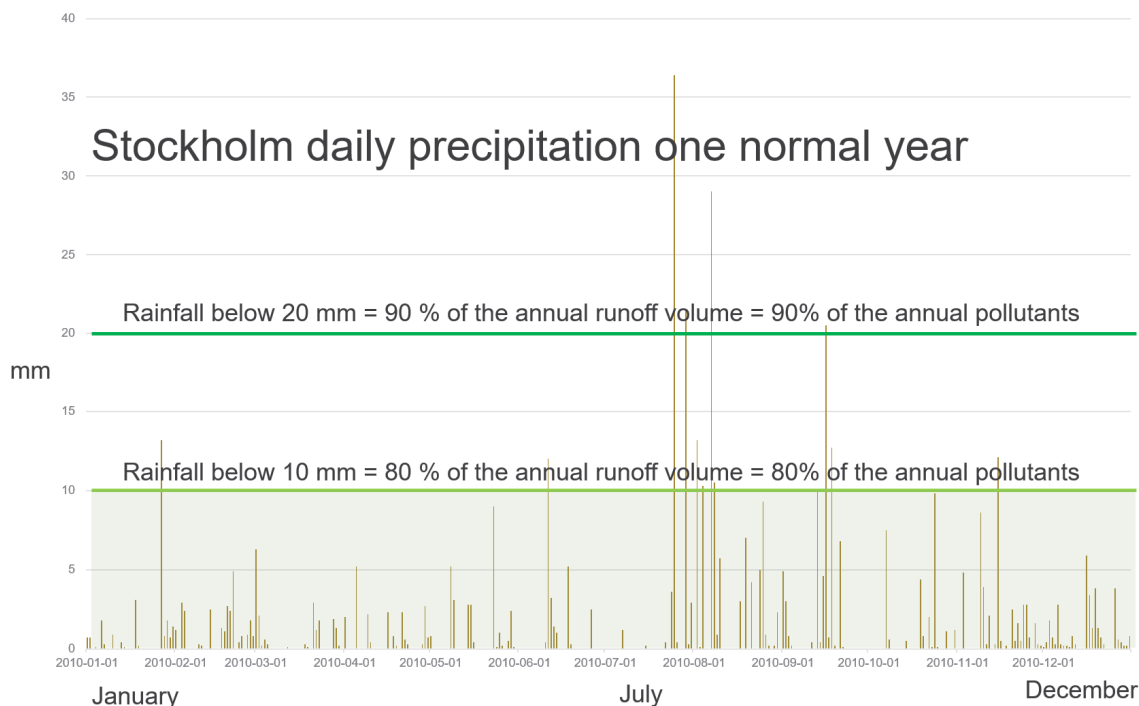 40
35
Stockholm daily precipitation one normal year
30
25
Rainfall below 20 mm = 90 % of the annual runoff volume = 90% of the annual pollutants
20
mm
15
Rainfall below 10 mm = 80 % of the annual runoff volume = 80% of the annual pollutants
10
5
0
2010-01-01 2010-02-01 2010-03-01 2010-04-01 2010-05-01 2010-06-01 2010-07-01 2010-08-01 2010-09-01 2010-10-01 2010-11-01 2010-12-01
January July December